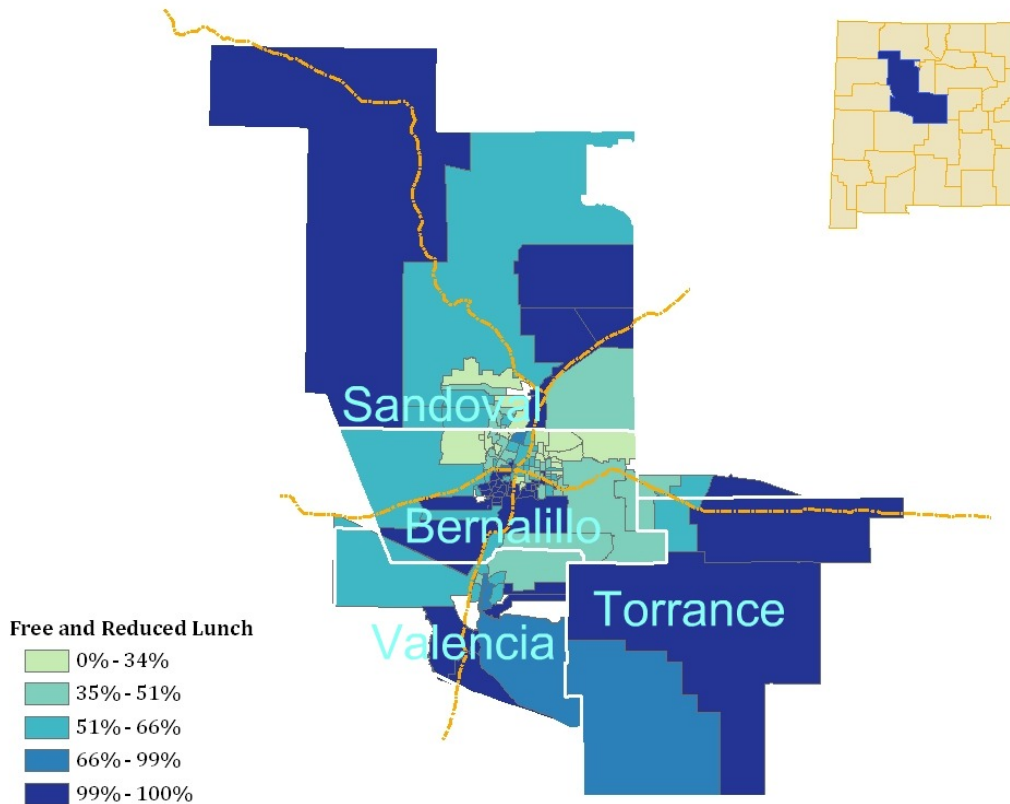 Sandoval
Bernalillo
Torrance
Valencia
Free and Reduced Lunch
0% - 34%
35% - 51%
51% - 66%
66% - 99%
99% - 100%